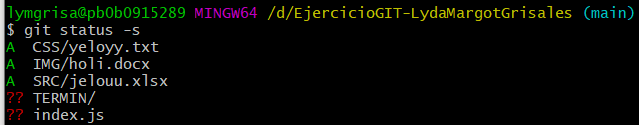 lymgrisa@pb0b0915289 MINGW64 /d/EjercicioGIT-LydaMargotGrisales (main)
$ git status -s
A  CSS/yeloyy.txt
A  IMG/holi.docx
A  SRC/jelouu.xlsx
?? TERMIN/
?? index.js